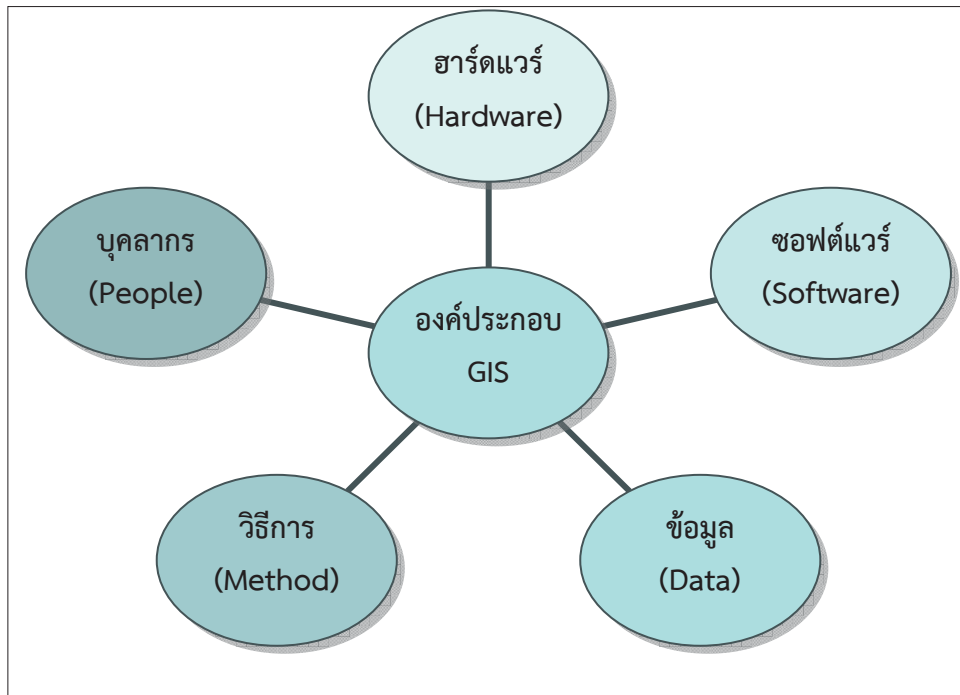 ฮาร์ดแวร์
(Hardware)
บุคลากร
(People)
ซอฟต์แวร์
(Software)
องค์ประกอบ
GIS
วิธีการ
(Method)
ข้อมูล
(Data)